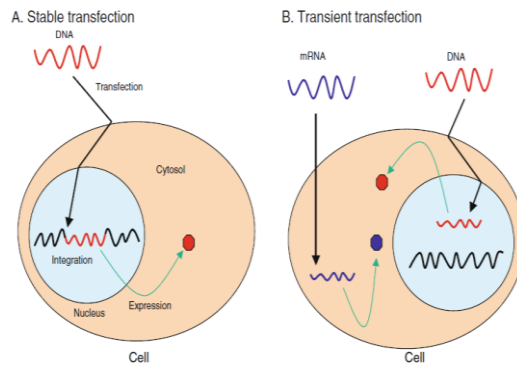 A. Stable transfection
DNA
Transfection
Cytosol
Integration
Nucleus
Expression
Cell
B. Transient transfection
mRNA
DNA
Cell